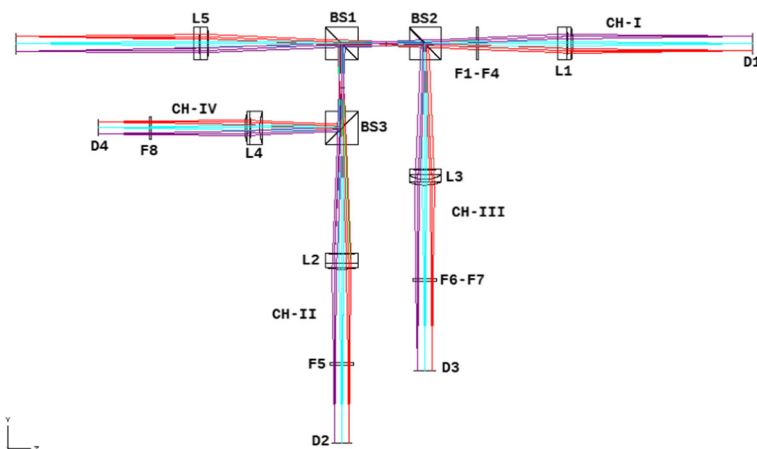 L5
BS1
BS2
CH-I
F1-F4
L1
D1
CH-IV
D4
F8
L4
BS3
L3
CH-III
L2
F6-F7
CH-II
F5
D3
D2
Y
Z